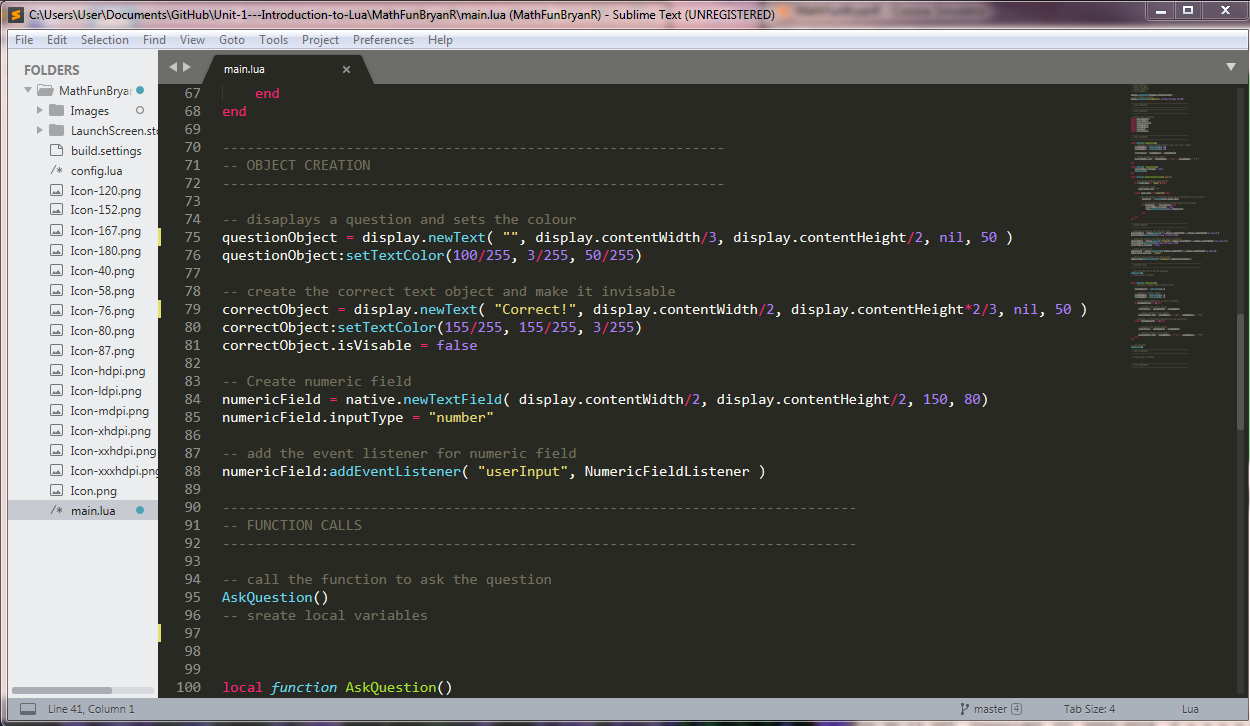 C:\Users\User\Documents\GitHub\Unit-1---Introduction-to-Lua\MathFunBryanR\main.lua (MathFunBryanR) - Sublime Text (UNREGISTERED)
File Edit Selection Find View Goto Tools Project Preferences Help
FOLDERS
MathFunBryan
Images
LaunchScreen.sto
build.settings
/* config.lua
Icon-120.png
Icon-152.png
Icon-167.png
Icon-180.png
Icon-40.png
Icon-58.png
Icon-76.png
Icon-80.png
Icon-87.png
Icon-hdpi.png
Icon-ldpi.png
Icon-mdpi.png
Icon-xhdpi.png
Icon-xxhdpi.png
Icon-xxxhdpi.png
Icon.png
/* main.lua
main.lua
67 end
68 end
69
70 -------------------------------------------------------------
71 -- OBJECT CREATION
72 -------------------------------------------------------------
73
74 -- disaplays a question and sets the colour
75 questionObject = display.newText( "", display.contentWidth/3, display.contentHeight/2, nil, 50 )
76 questionObject:setTextColor(100/255, 3/255, 50/255)
77
78 -- create the correct text object and make it invisable
79 correctObject = display.newText( "Correct!", display.contentWidth/2, display.contentHeight*2/3, nil, 50 )
80 correctObject:setTextColor(155/255, 155/255, 3/255)
81 correctObject.isVisable = false
82
83 -- Create numeric field
84 numericField = native.newTextField( display.contentWidth/2, display.contentHeight/2, 150, 80)
85 numericField.inputType = "number"
86
87 -- add the event listener for numeric field
88 numericField:addEventListener( "userInput", NumericFieldListener )
89
90 -----------------------------------------------------------------------------
91 -- FUNCTION CALLS
92 -----------------------------------------------------------------------------
93
94 -- call the function to ask the question
95 AskQuestion()
96 -- sreate local variables
97
98
99
100 local function AskQuestion()
Line 41, Column 1 master 4 Tab Size: 4 Lua